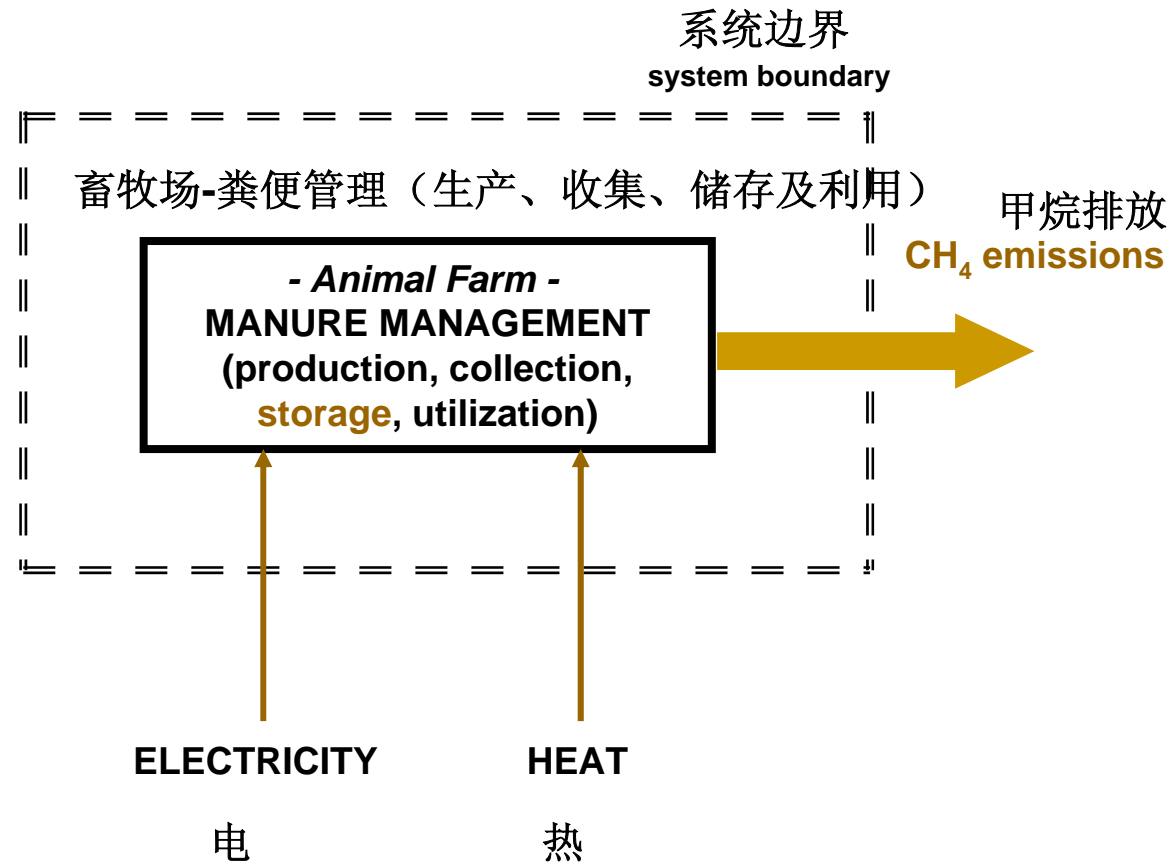 系统边界
system boundary
畜牧场-粪便管理（生产、收集、储存及利用）
甲烷排放
CH₄ emissions
- Animal Farm -
MANURE MANAGEMENT
(production, collection,
storage, utilization)
ELECTRICITY
HEAT
电
热